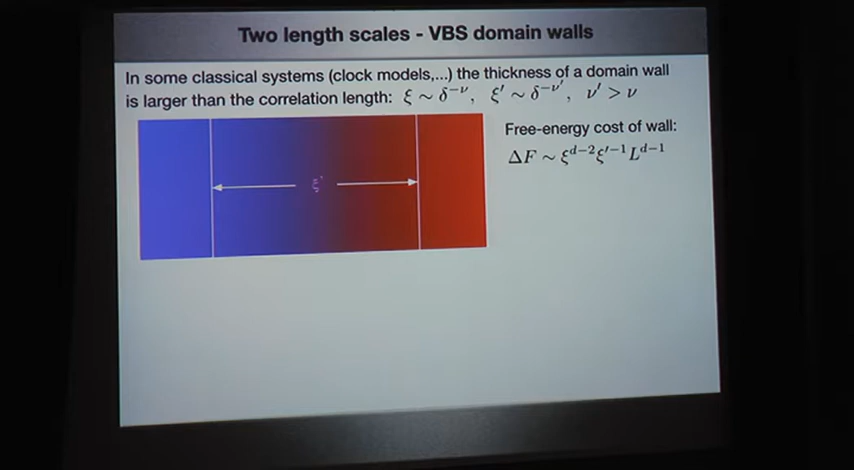 Two length scales - VBS domain walls
In some classical systems (clock models,...) the thickness of a domain wall
is larger than the correlation length: ξ ∼ δ^{−ν}, ξ′ ∼ δ^{−ν′}, ν′ > ν
Free-energy cost of wall:
ΔF ∼ ξ^{d−2}ξ′^{−1}L^{d−1}
ξ′